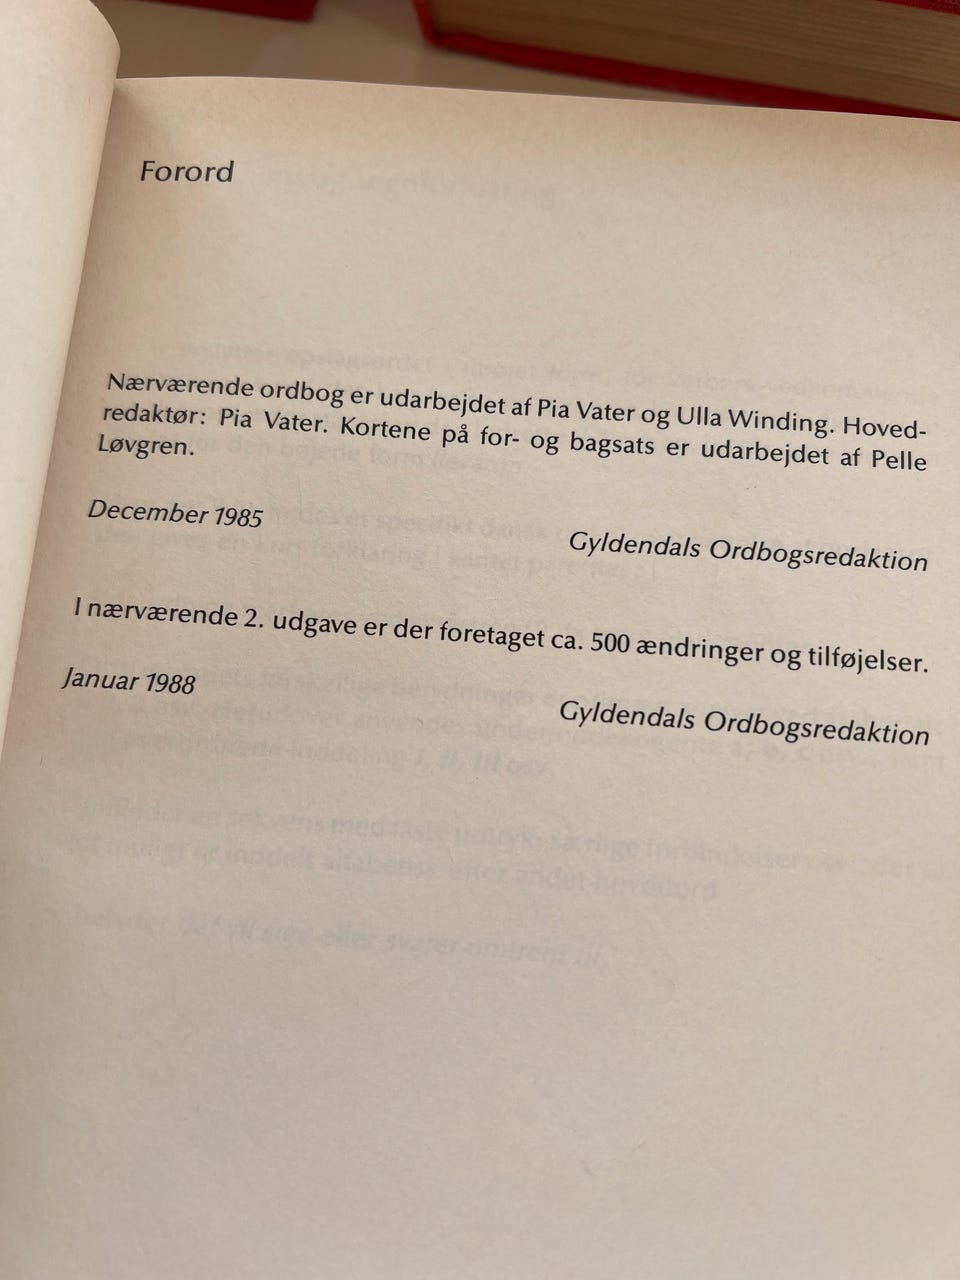 Forord
Nærværende ordbog er udarbejdet af Pia Vater og Ulla Winding. Hoved-
redaktør: Pia Vater. Kortene på for- og bagsats er udarbejdet af Pelle
Løvgren.
December 1985
Gyldendals Ordbogsredaktion
I nærværende 2. udgave er der foretaget ca. 500 ændringer og tilføjelser.
Januar 1988
Gyldendals Ordbogsredaktion